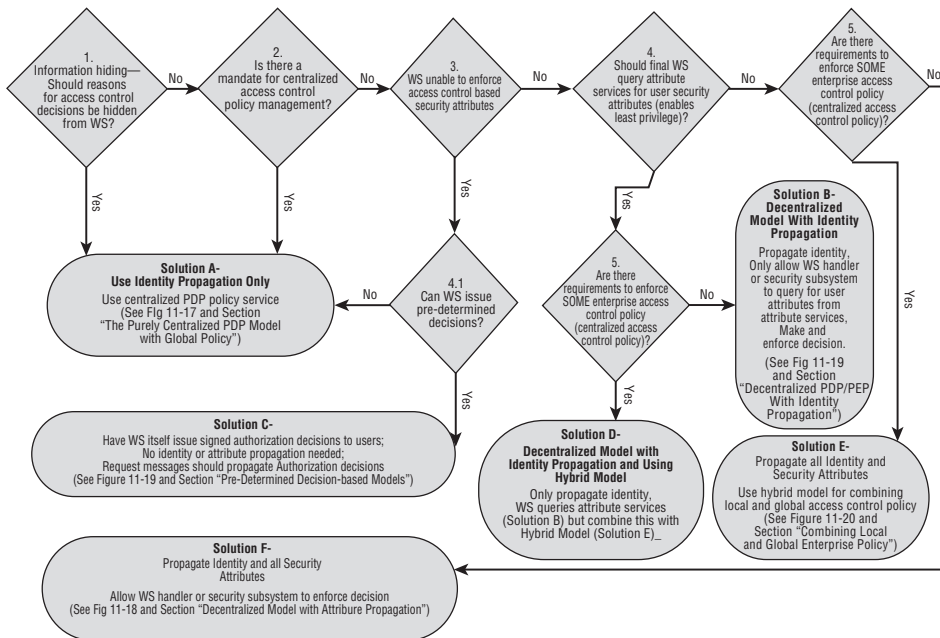 1.
Information hiding—
Should reasons
for access control
decisions be hidden
from WS?
No
2.
Is there a
mandate for centralized
access control
policy management?
No
3.
WS unable to enforce
access control based
security attributes
No
4.
Should final WS
query attribute
services for user security
attributes (enables
least privilege)?
No
5.
Are there
requirements to
enforce SOME
enterprise access
control policy
(centralized access
control policy)?
No
Yes
Yes
Yes
Yes
Yes
Solution A-
Use Identity Propagation Only
Use centralized PDP policy service
(See FIg 11-17 and Section
“The Purely Centralized PDP Model
with Global Policy”)
No
4.1
Can WS issue
pre-determined
decisions?
Yes
5.
Are there
requirements to enforce
SOME enterprise access
control policy
(centralized access
control policy)?
No
Yes
Solution B-
Decentralized
Model With Identity
Propagation
Propagate identity,
Only allow WS handler
or security subsystem
to query for user
attributes from
attribute services,
Make and
enforce decision.
(See Fig 11-19
and Section
“Decentralized PDP/PEP
With Identity
Propagation”)
Solution C-
Have WS itself issue signed authorization decisions to users;
No identity or attribute propagation needed;
Request messages should propagate Authorization decisions
(See Figure 11-19 and Section “Pre-Determined Decision-based Models”)
Solution D-
Decentralized Model with
Identity Propagation and Using
Hybrid Model
Only propagate identity,
WS queries attribute services
(Solution B) but combine this with
Hybrid Model (Solution E)_
Solution E-
Propagate all Identity and
Security Attributes
Use hybrid model for combining
local and global access control policy
(See Figure 11-20 and
Section “Combining Local
and Global Enterprise Policy”)
Solution F-
Propagate Identity and all Security
Attributes
Allow WS handler or security subsystem to enforce decision
(See Fig 11-18 and Section “Decentralized Model with Attribure Propagation”)